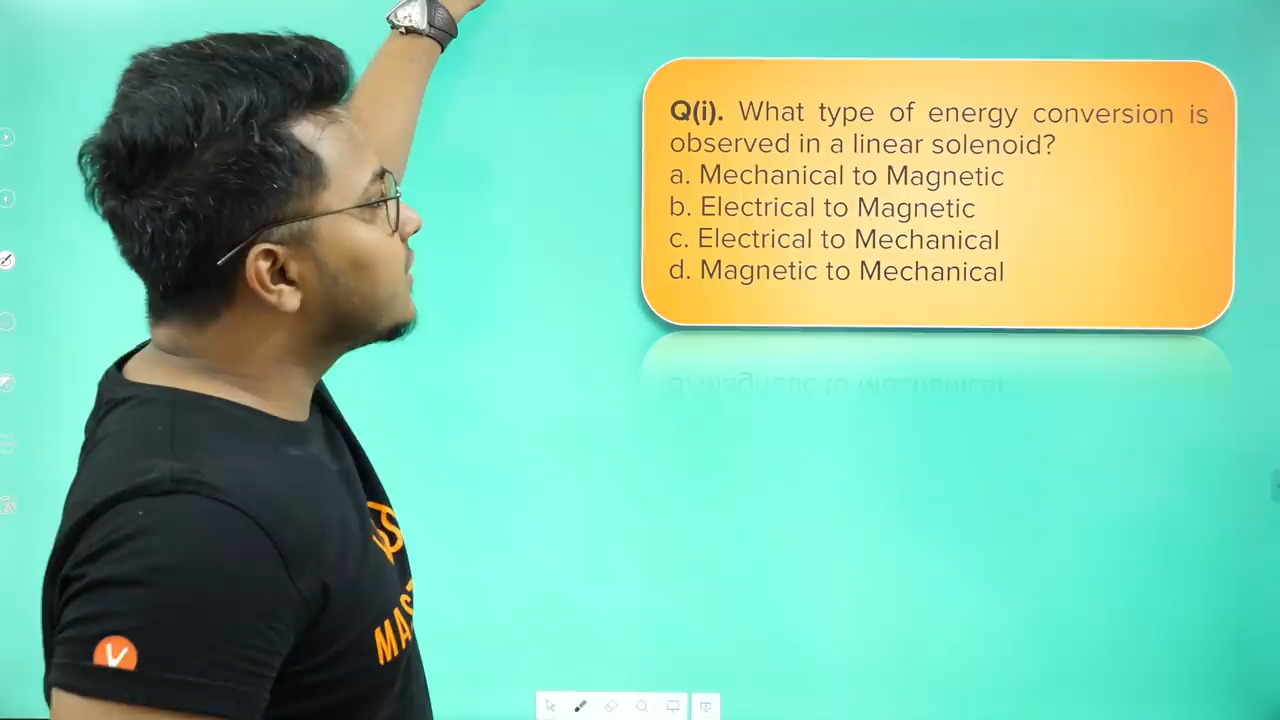 Q(i). What type of energy conversion is
observed in a linear solenoid?
a. Mechanical to Magnetic
b. Electrical to Magnetic
c. Electrical to Mechanical
d. Magnetic to Mechanical